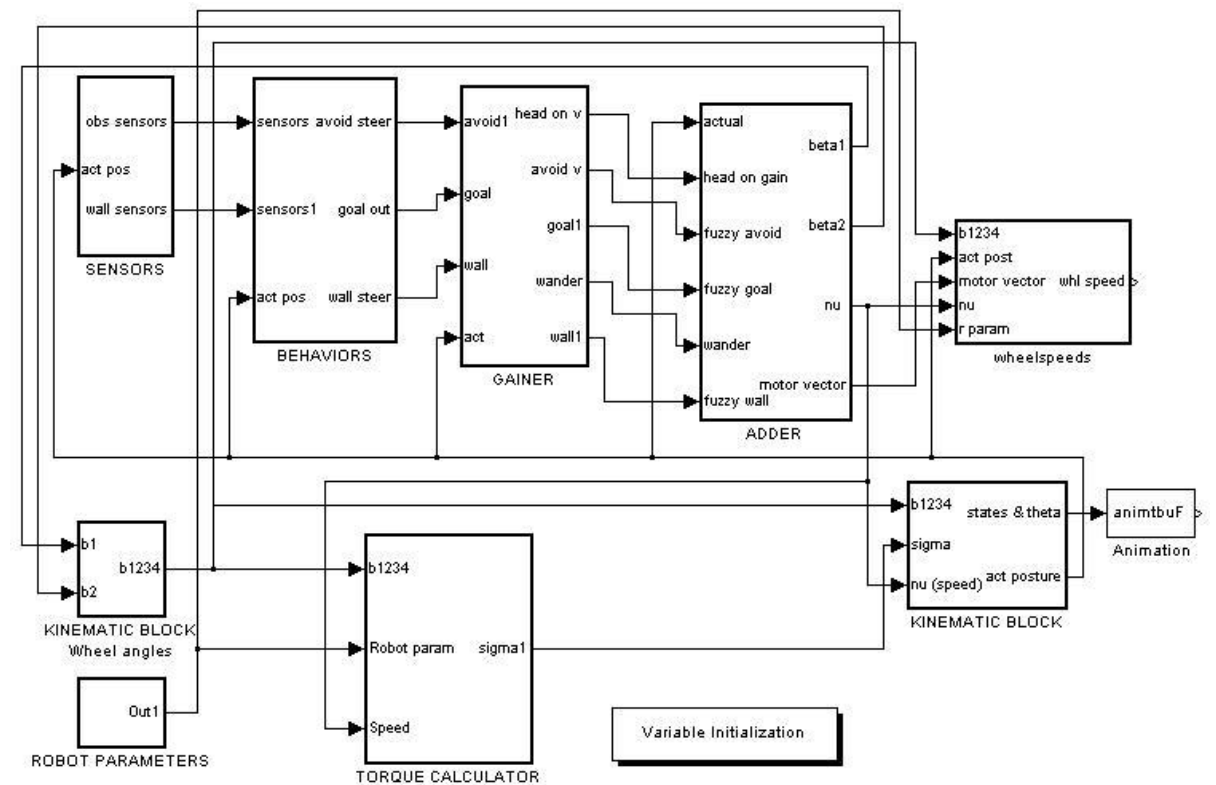 obs sensors
act pos
wall sensors
SENSORS
sensors avoid steer
sensors1 goal out
act pos wall steer
BEHAVIORS
avoid1
head on v
avoid v
goal
goal1
wall
wander
act
wall1
GAINER
actual
beta1
head on gain
beta2
fuzzy avoid
fuzzy goal
nu
wander
motor vector
fuzzy wall
ADDER
b1234
act post
motor vector whl speed
nu
r param
wheelspeeds
b1
b1234
b2
KINEMATIC BLOCK
Wheel angles
Out1
ROBOT PARAMETERS
b1234
Robot param sigma1
Speed
TORQUE CALCULATOR
Variable Initialization
b1234
states & theta
sigma
act posture
nu (speed)
KINEMATIC BLOCK
animtbuF
Animation